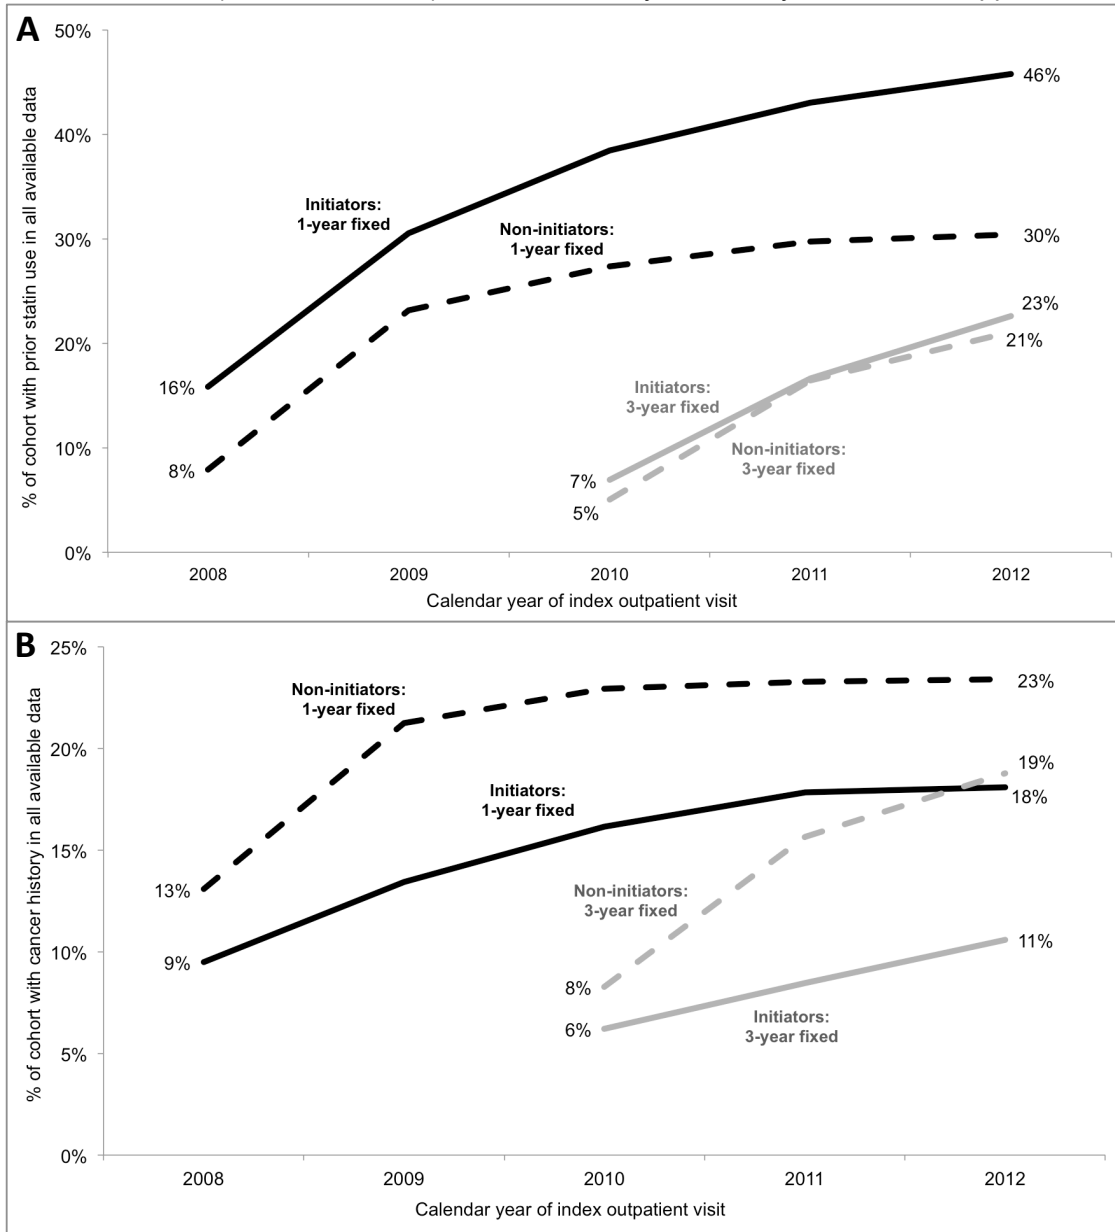 A
50%
40%
30%
20%
10%
0%
% of cohort with prior statin use in all available data
46%
Initiators:
1-year fixed
Non-initiators:
1-year fixed
30%
23%
21%
16%
Initiators:
3-year fixed
8%
Non-initiators:
3-year fixed
7%
5%
2008
2009
2010
2011
2012
Calendar year of index outpatient visit
B
25%
20%
15%
10%
5%
0%
% of cohort with cancer history in all available data
Non-initiators:
1-year fixed
23%
Initiators:
1-year fixed
19%
18%
13%
Non-initiators:
3-year fixed
9%
11%
8%
6%
Initiators:
3-year fixed
2008
2009
2010
2011
2012
Calendar year of index outpatient visit